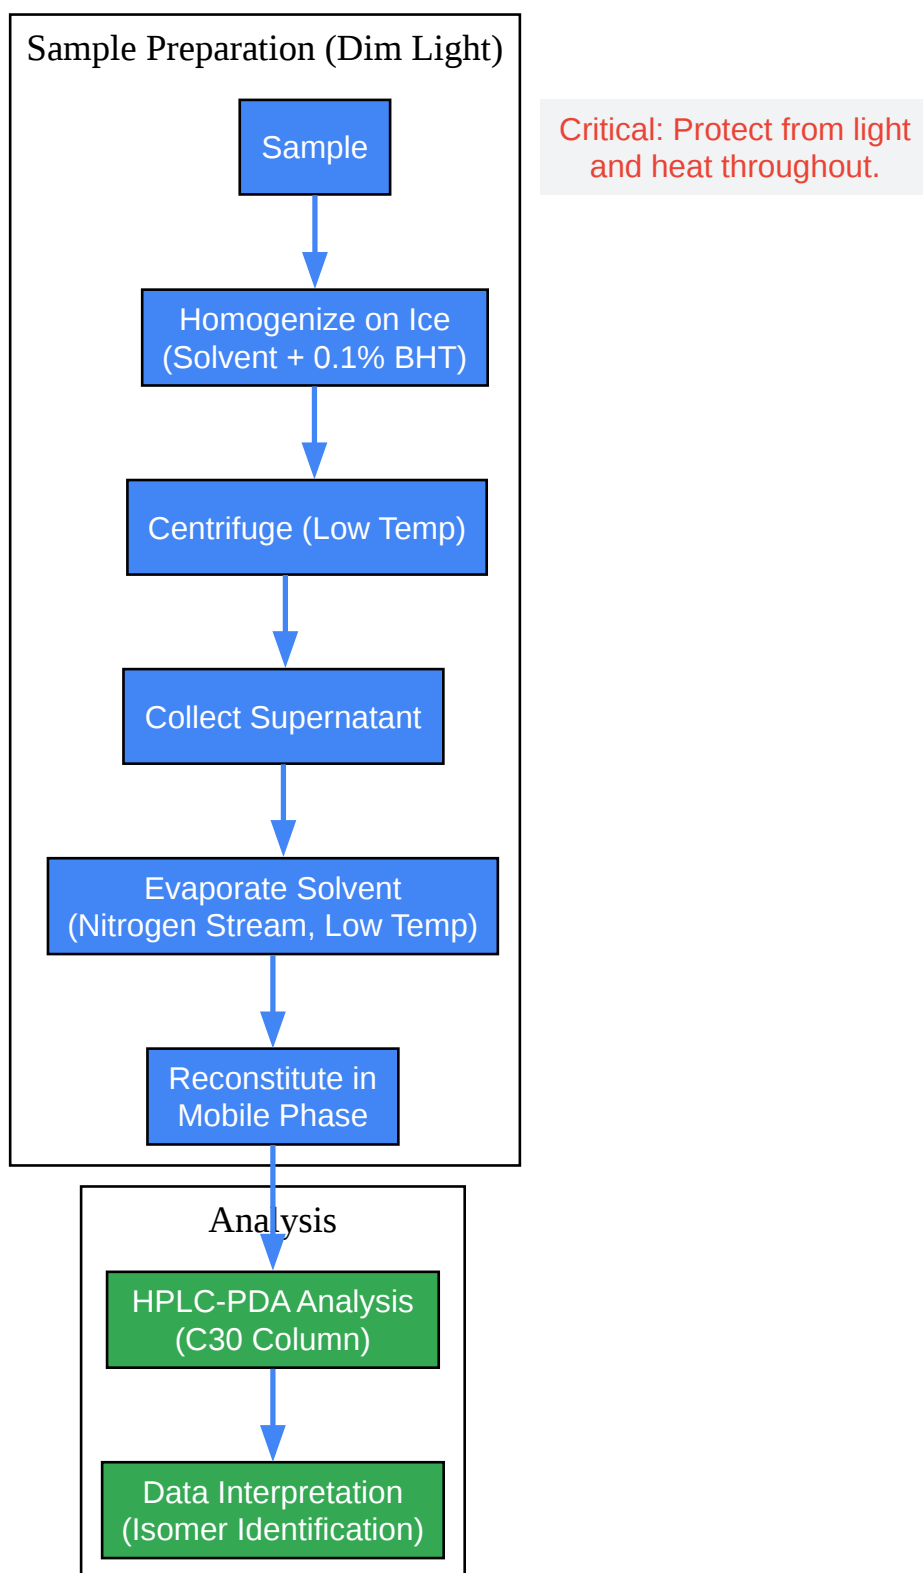 Sample Preparation (Dim Light)
Sample
Critical: Protect from light
and heat throughout.
Homogenize on Ice
(Solvent + 0.1% BHT)
Centrifuge (Low Temp)
Collect Supernatant
Evaporate Solvent
(Nitrogen Stream, Low Temp)
Reconstitute in
Mobile Phase
Analysis
HPLC-PDA Analysis
(C30 Column)
Data Interpretation
(Isomer Identification)